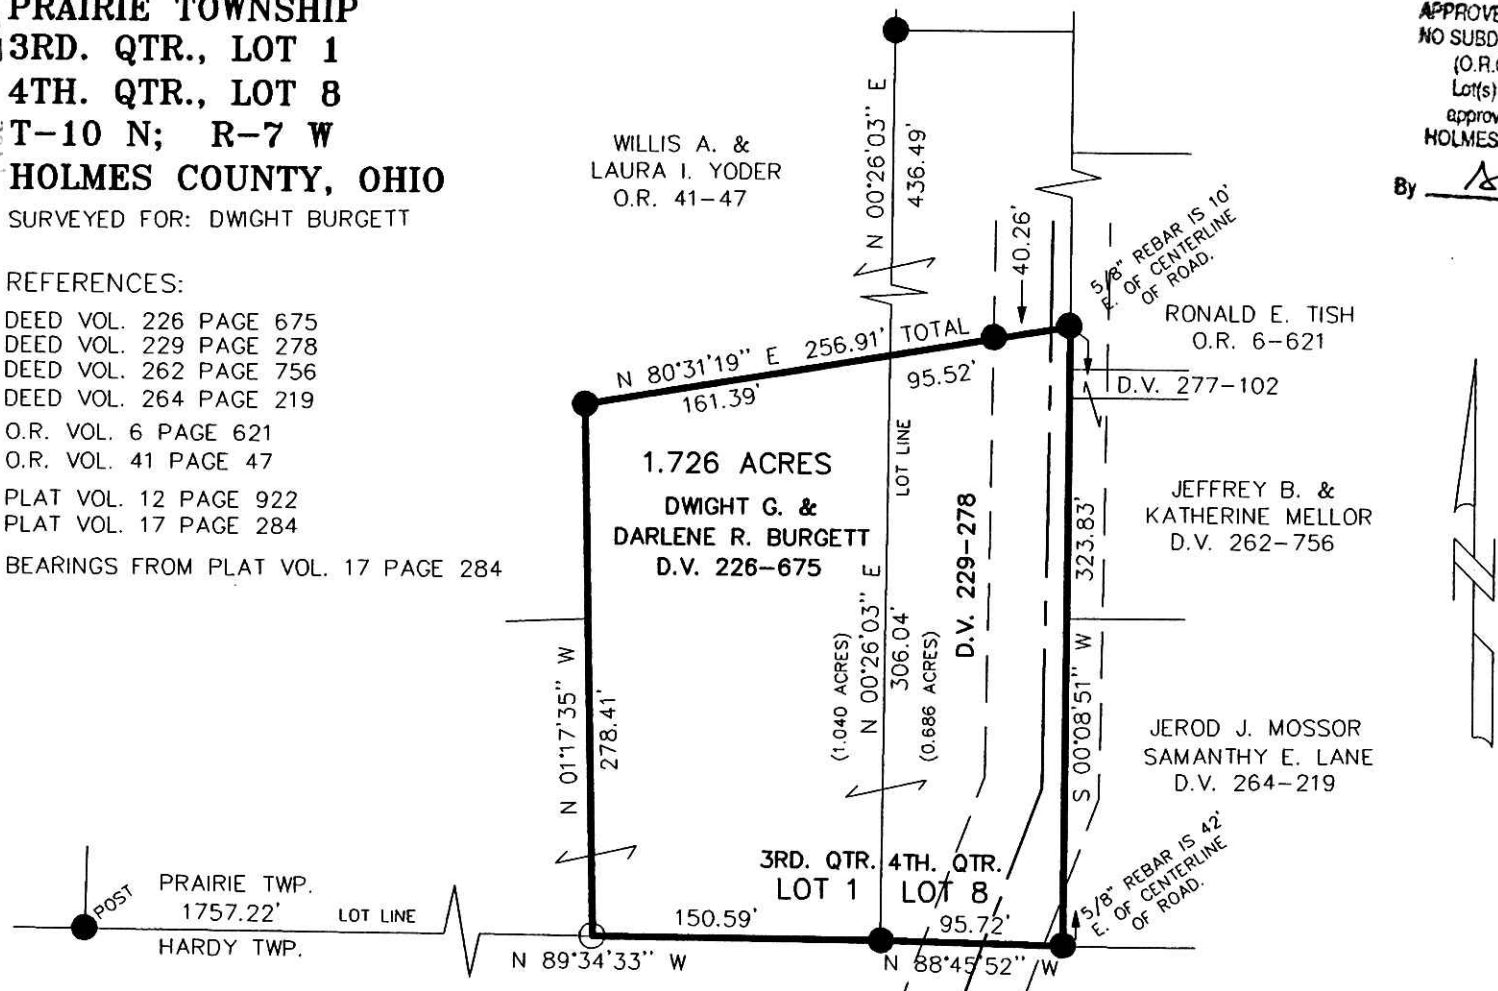 PRAIRIE TOWNSHIP
3RD. QTR., LOT 1
4TH. QTR., LOT 8
T-10 N; R-7 W
HOLMES COUNTY, OHIO
SURVEYED FOR: DWIGHT BURGETT
REFERENCES:
DEED VOL. 226 PAGE 675
DEED VOL. 229 PAGE 278
DEED VOL. 262 PAGE 756
DEED VOL. 264 PAGE 219
O.R. VOL. 6 PAGE 621
O.R. VOL. 41 PAGE 47
PLAT VOL. 12 PAGE 922
PLAT VOL. 17 PAGE 284
BEARINGS FROM PLAT VOL. 17 PAGE 284
WILLIS A. &
LAURA I. YODER
O.R. 41-47
N 00°26'03" E
436.49'
40.26'
5/8" REBAR IS 10'
E. OF CENTERLINE
OF ROAD.
APPROVE
NO SUBD
(O.R.
Lot(s)
approv
HOLMES
By
RONALD E. TISH
O.R. 6-621
D.V. 277-102
N 80°31'19" E 256.91' TOTAL
161.39'
95.52'
1.726 ACRES
DWIGHT G. &
DARLENE R. BURGETT
D.V. 226-675
LOT LINE
D.V. 229-278
JEFFREY B. &
KATHERINE MELLOR
D.V. 262-756
323.83'
S 00°08'51" W
N 01°17'35" W
278.41'
(1.040 ACRES)
N 00°26'03" E
306.04'
(0.686 ACRES)
JEROD J. MOSSOR
SAMANTHY E. LANE
D.V. 264-219
N
5/8" REBAR IS 42'
E. OF CENTERLINE
OF ROAD.
3RD. QTR. 4TH. QTR.
LOT 1 LOT 8
POST
PRAIRIE TWP.
1757.22' LOT LINE
HARDY TWP.
150.59'
95.72'
N 89°34'33" W
N 88°45'52" W